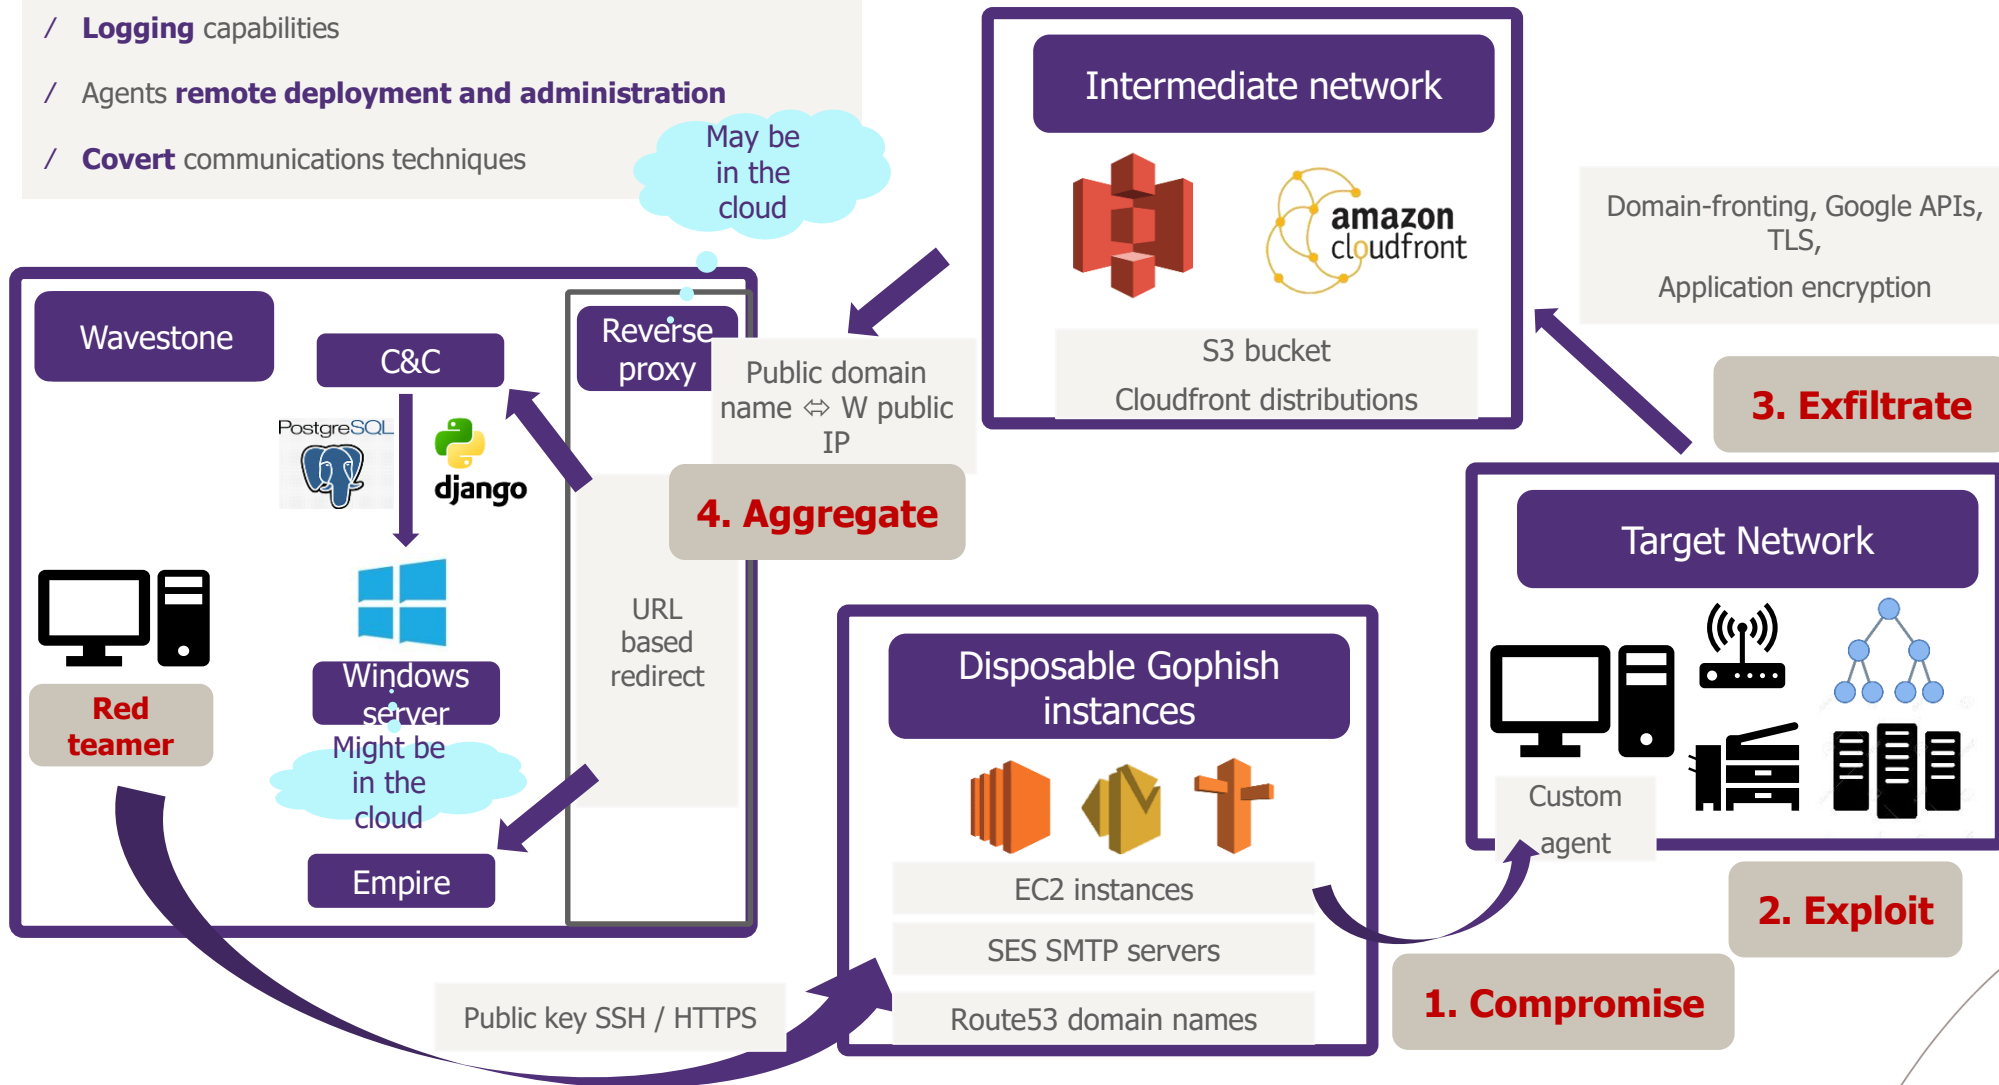 / Logging capabilities
/ Agents remote deployment and administration
/ Covert communications techniques
May be
in the
cloud
Intermediate network
amazon
cloudfront
S3 bucket
Cloudfront distributions
Domain-fronting, Google APIs,
TLS,
Application encryption
3. Exfiltrate
Wavestone
C&C
Reverse
proxy
Public domain
name ⇔ W public
IP
4. Aggregate
PostgreSQL
django
URL
based
redirect
Red
teamer
Windows
server
Might be
in the
cloud
Empire
Target Network
Custom
agent
2. Exploit
Disposable Gophish
instances
EC2 instances
SES SMTP servers
Route53 domain names
1. Compromise
Public key SSH / HTTPS